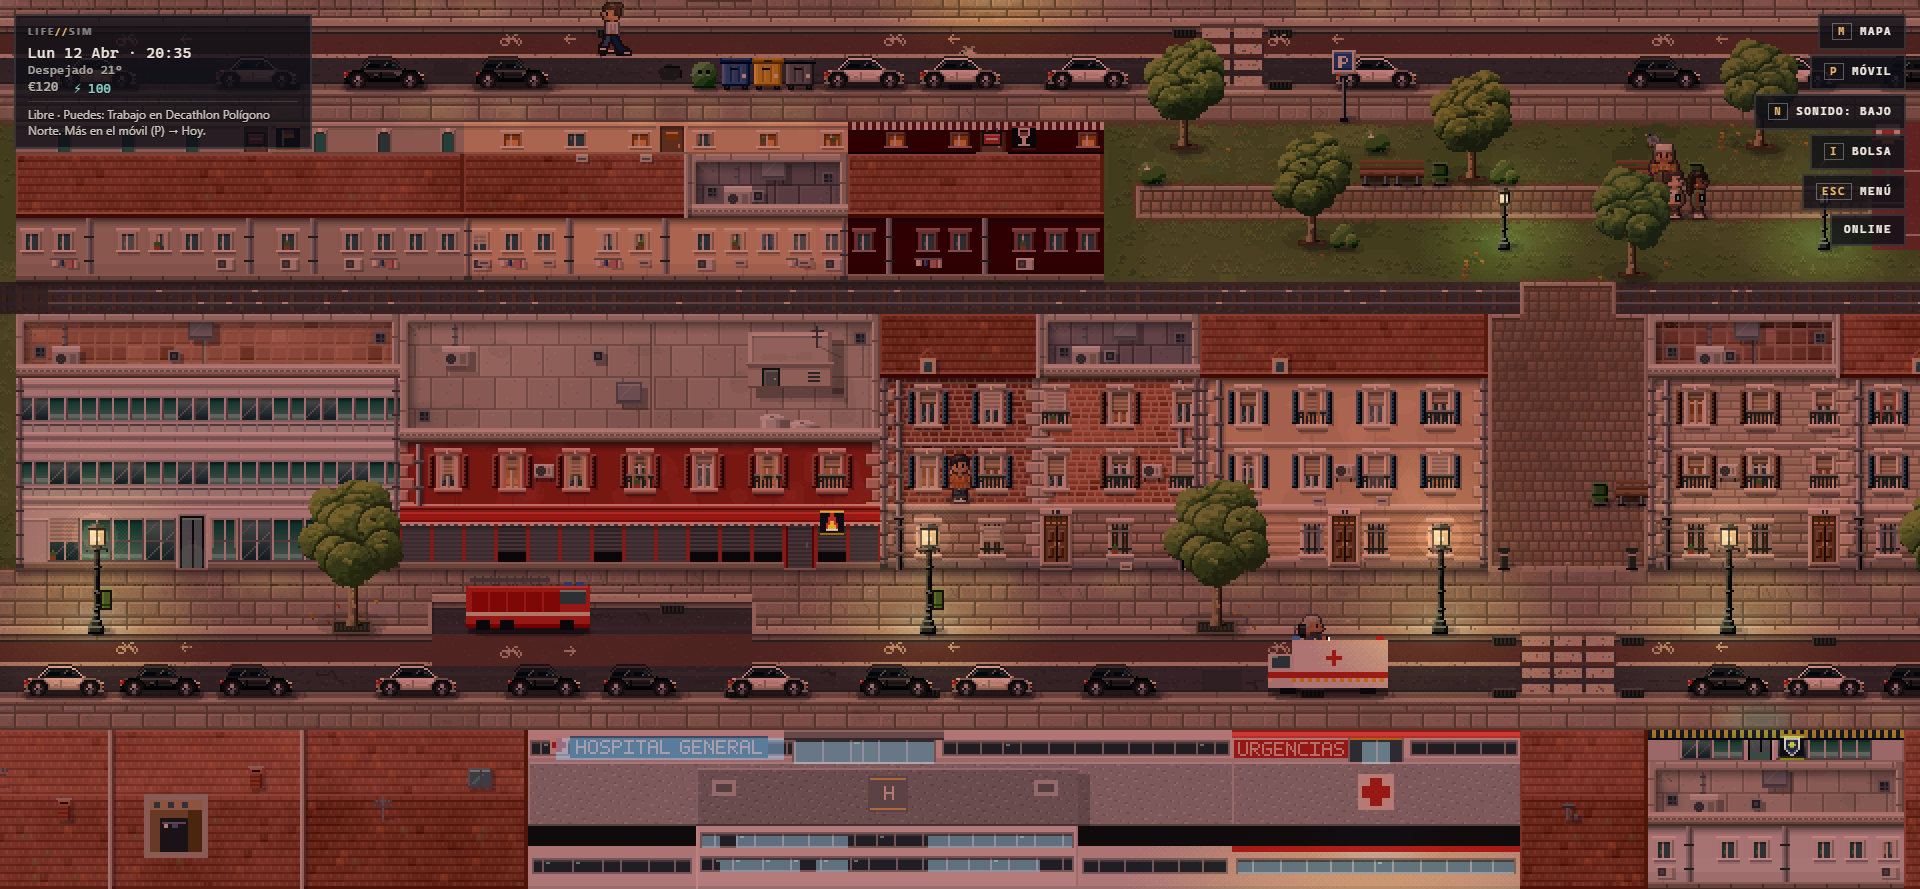 LIFE//SIM
Lun 12 Abr · 20:35
Despejado 21°
€120 ⚡ 100
Libre · Puedes: Trabajo en Decathlon Polígono
Norte. Más en el móvil (P) → Hoy.
M MAPA
P MÓVIL
N SONIDO: BAJO
I BOLSA
ESC MENÚ
ONLINE
P
HOSPITAL GENERAL
URGENCIAS
H